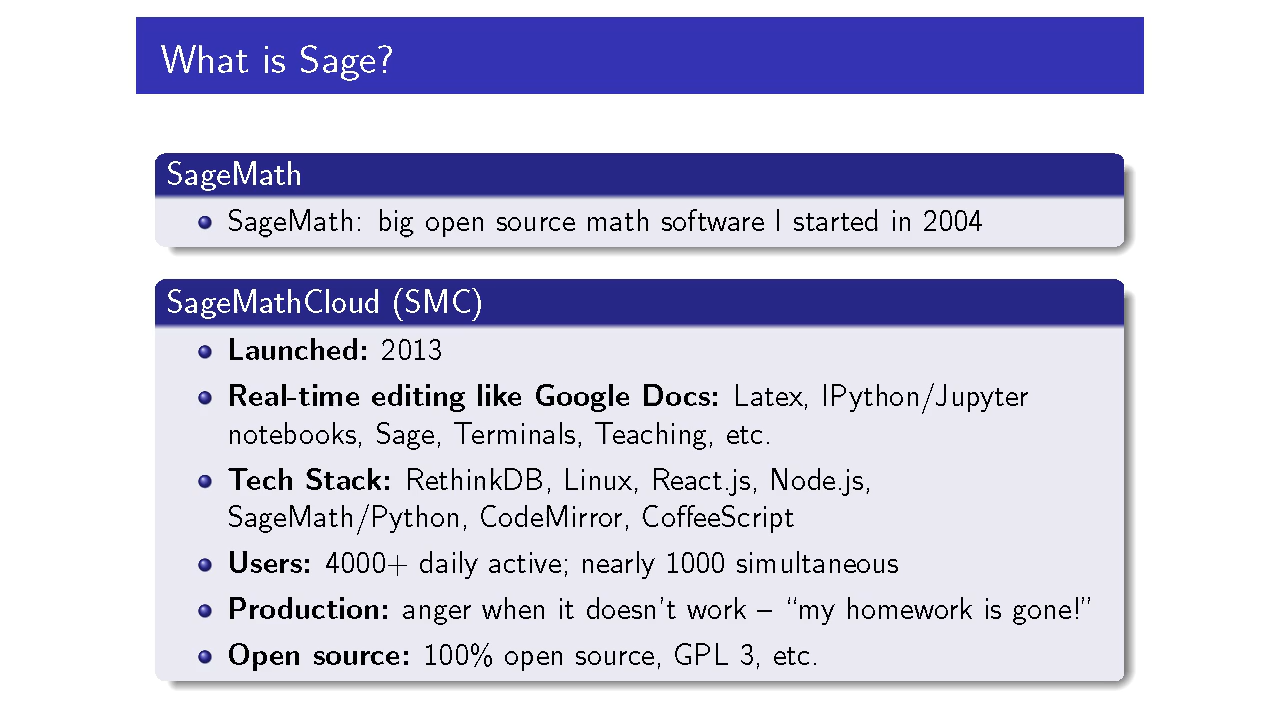 What is Sage?
SageMath
SageMath: big open source math software I started in 2004
SageMathCloud (SMC)
Launched: 2013
Real-time editing like Google Docs: Latex, IPython/Jupyter
notebooks, Sage, Terminals, Teaching, etc.
Tech Stack: RethinkDB, Linux, React.js, Node.js,
SageMath/Python, CodeMirror, CoffeeScript
Users: 4000+ daily active; nearly 1000 simultaneous
Production: anger when it doesn't work – “my homework is gone!”
Open source: 100% open source, GPL 3, etc.